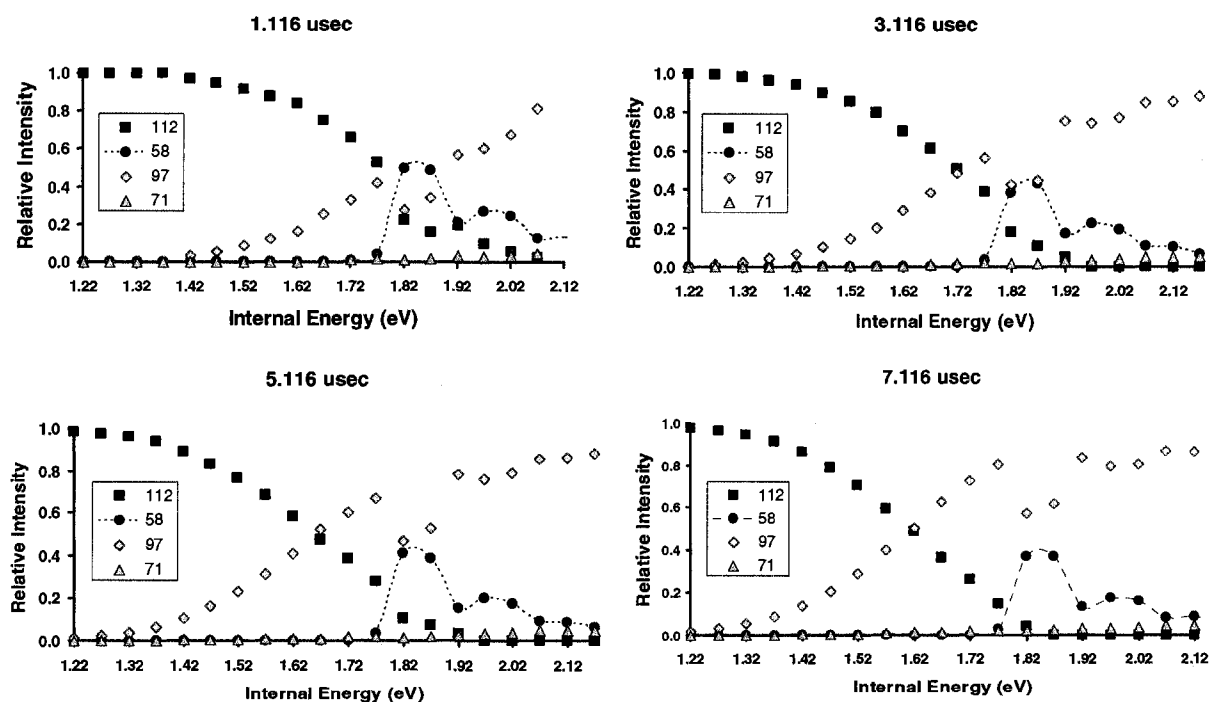 1.116 usec
Relative Intensity
1.0
0.8
0.6
0.4
0.2
0.0
112
58
97
71
1.22 1.32 1.42 1.52 1.62 1.72 1.82 1.92 2.02 2.12
Internal Energy (eV)
3.116 usec
Relative Intensity
1.0
0.8
0.6
0.4
0.2
0.0
112
58
97
71
1.22 1.32 1.42 1.52 1.62 1.72 1.82 1.92 2.02 2.12
Internal Energy (eV)
5.116 usec
Relative Intensity
1.0
0.8
0.6
0.4
0.2
0.0
112
58
97
71
1.22 1.32 1.42 1.52 1.62 1.72 1.82 1.92 2.02 2.12
Internal Energy (eV)
7.116 usec
Relative Intensity
1.0
0.8
0.6
0.4
0.2
0.0
112
58
97
71
1.22 1.32 1.42 1.52 1.62 1.72 1.82 1.92 2.02 2.12
Internal Energy (eV)